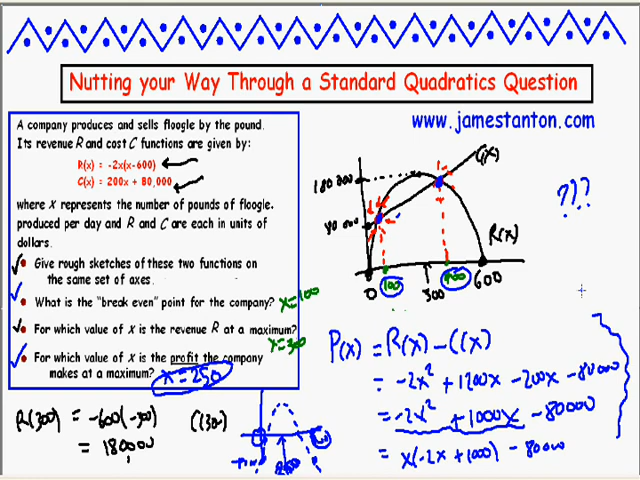 Nutting your Way Through a Standard Quadratics Question
www.jamestanton.com
A company produces and sells floogle by the pound.
Its revenue R and cost C functions are given by:
R(x) = -2x(x-600)
C(x) = 200x + 80,000
where x represents the number of pounds of floogle,
produced per day and R and C are each in units of
dollars.
Give rough sketches of these two functions on
the same set of axes.
What is the "break even" point for the company? x=100
For which value of x is the revenue R at a maximum?
x=300
For which value of x is the profit the company
makes at a maximum? x=250
C(x)
180000
80000
R(x)
0 100 300 400 600
???
P(x) = R(x) - C(x)
= -2x² + 1200x - 200x - 80000
= -2x² + 1000x - 80000
= x(-2x + 1000) - 80000
R(300) = -600(-300)
= 180000
C(300)
250